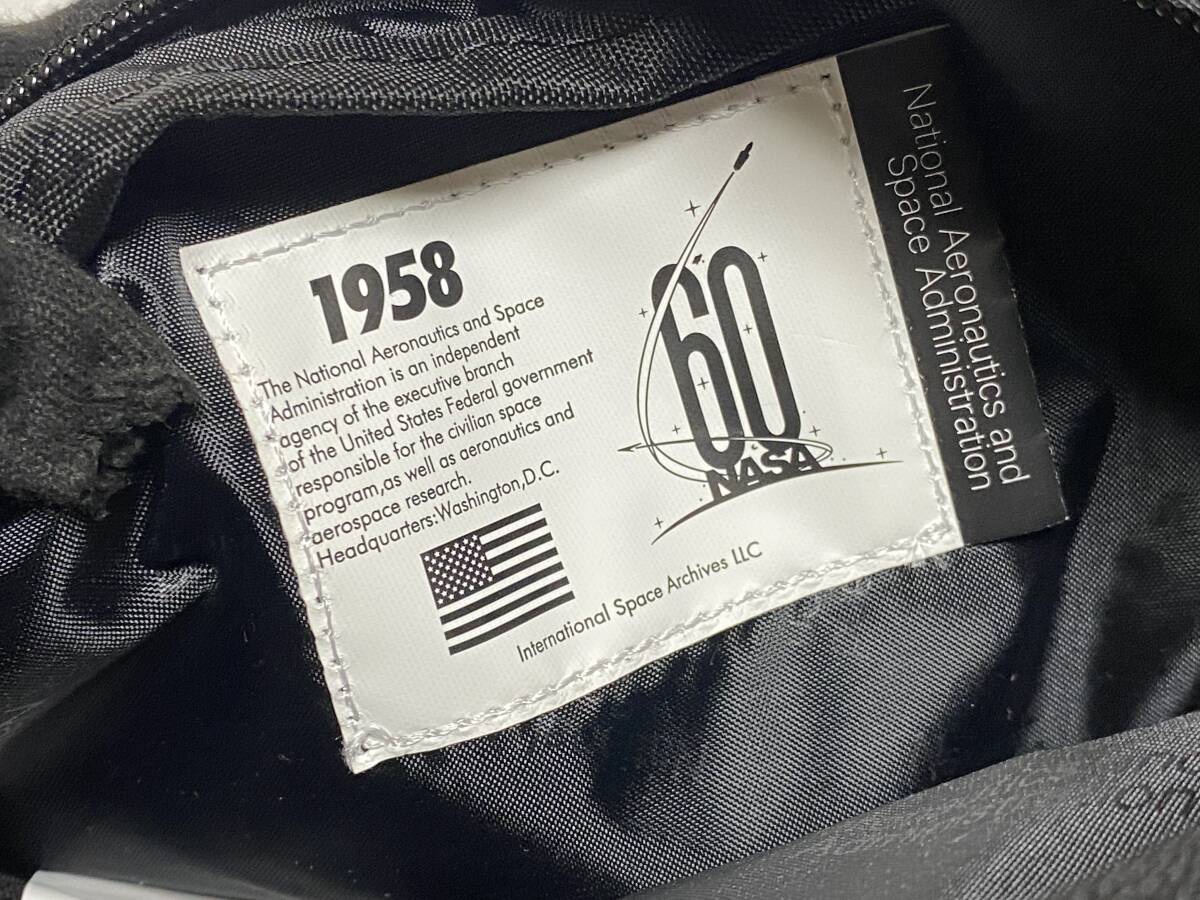 1958
The National Aeronautics and Space
Administration is an independent
agency of the executive branch
of the United States Federal government
responsible for the civilian space
program,as well as aeronautics and
aerospace research.
Headquarters:Washington,D.C.
60
NASA
International Space Archives LLC
National Aeronautics and
Space Administration